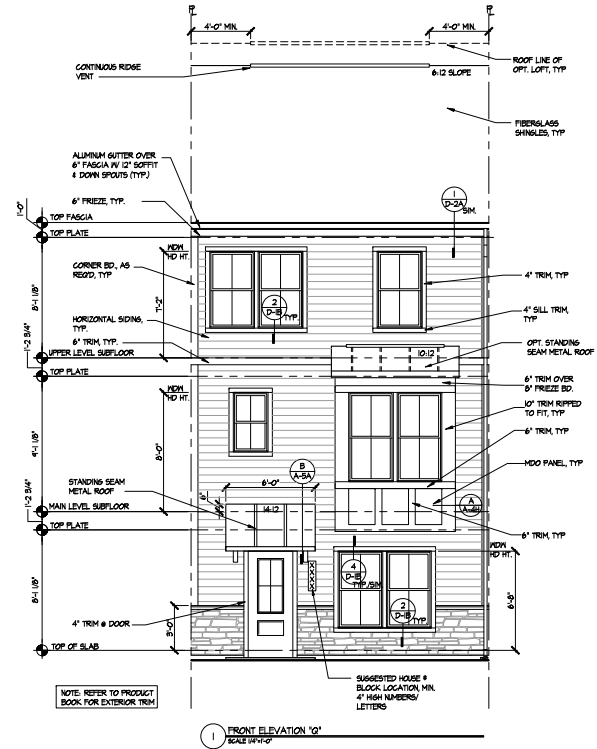 4'-0" MIN.
4'-0" MIN.
CONTINUOUS RIDGE
VENT
6:12 SLOPE
ROOF LINE OF
OPT. LOFT, TYP
FIBERGLASS
SHINGLES, TYP
ALUMINUM GUTTER OVER
6" FASCIA W/ 12" SOFFIT
& DOWN SPOUTS (TYP.)
1
D-2A
SIM.
6" FRIEZE, TYP.
1'-0"
TOP FASCIA
TOP PLATE
WDW
HD HT.
CORNER BD., AS
REQ'D, TYP
4" TRIM, TYP
8'-1 1/8"
7'-2"
2
D-1B
TYP.
HORIZONTAL SIDING,
TYP.
4" SILL TRIM,
TYP
6" TRIM, TYP.
1'-2 3/4"
UPPER LEVEL SUBFLOOR
10:12
OPT. STANDING
SEAM METAL ROOF
TOP PLATE
WDW
HD HT.
6" TRIM OVER
8" FRIEZE BD.
10" TRIM RIPPED
TO FIT, TYP
9'-1 1/8"
8'-0"
6" TRIM, TYP
MDO PANEL, TYP
B
A-5A
STANDING SEAM
METAL ROOF
6'-0"
6"
1'-2 3/4"
MAIN LEVEL SUBFLOOR
14:12
A
A-4H
TOP PLATE
6" TRIM, TYP
WDW
HD HT.
4
D-1B
TYP./SIM.
8'-1 1/8"
6'-8"
2
D-1B
TYP.
4" TRIM @ DOOR
3'-0"
TOP OF SLAB
NOTE: REFER TO PRODUCT
BOOK FOR EXTERIOR TRIM
SUGGESTED HOUSE #
BLOCK LOCATION, MIN.
4" HIGH NUMBERS/
LETTERS
1
FRONT ELEVATION "G"
SCALE 1/4"=1'-0"